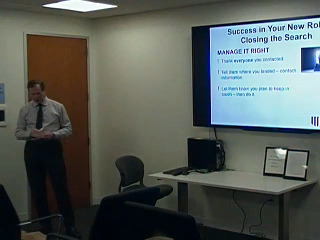 Success in Your New Rol
Closing the Search
MANAGE IT RIGHT
Thank everyone you contacted
Tell them where you landed – contact
information
Let them know you plan to keep in
touch – then do it